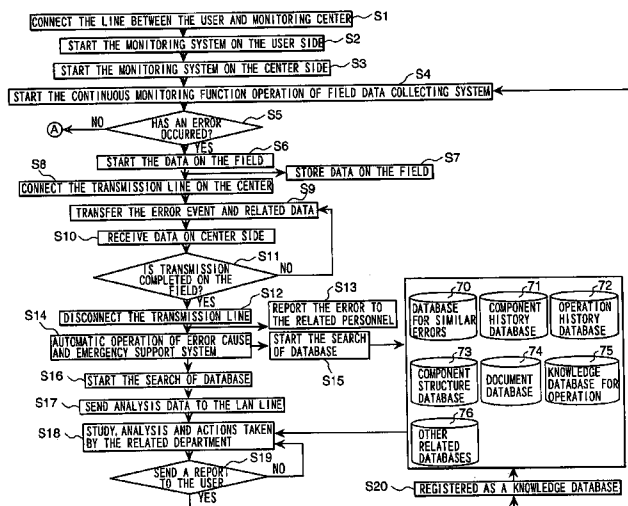 CONNECT THE LINE BETWEEN THE USER AND MONITORING CENTER
S1
START THE MONITORING SYSTEM ON THE USER SIDE
S2
START THE MONITORING SYSTEM ON THE CENTER SIDE
S3
START THE CONTINUOUS MONITORING FUNCTION OPERATION OF FIELD DATA COLLECTING SYSTEM
S4
A
NO
HAS AN ERROR
OCCURRED?
S5
YES
S6
START THE DATA ON THE FIELD
S7
STORE DATA ON THE FIELD
S8
CONNECT THE TRANSMISSION LINE ON THE CENTER
S9
TRANSFER THE ERROR EVENT AND RELATED DATA
S10
RECEIVE DATA ON CENTER SIDE
S11
IS TRANSMISSION
COMPLETED ON THE
FIELD?
NO
YES
S12
DISCONNECT THE TRANSMISSION LINE
S13
REPORT THE ERROR TO
THE RELATED PERSONNEL
S14
AUTOMATIC OPERATION OF ERROR CAUSE
AND EMERGENCY SUPPORT SYSTEM
START THE SEARCH
OF DATABASE
S15
S16
START THE SEARCH OF DATABASE
S17
SEND ANALYSIS DATA TO THE LAN LINE
S18
STUDY, ANALYSIS AND ACTIONS TAKEN
BY THE RELATED DEPARTMENT
S19
SEND A REPORT
TO THE USER
NO
YES
70
DATABASE
FOR SIMILAR
ERRORS
71
COMPONENT
HISTORY
DATABASE
72
OPERATION
HISTORY
DATABASE
73
COMPONENT
STRUCTURE
DATABASE
74
DOCUMENT
DATABASE
75
KNOWLEDGE
DATABASE FOR
OPERATION
76
OTHER
RELATED
DATABASES
S20
REGISTERED AS A KNOWLEDGE DATABASE